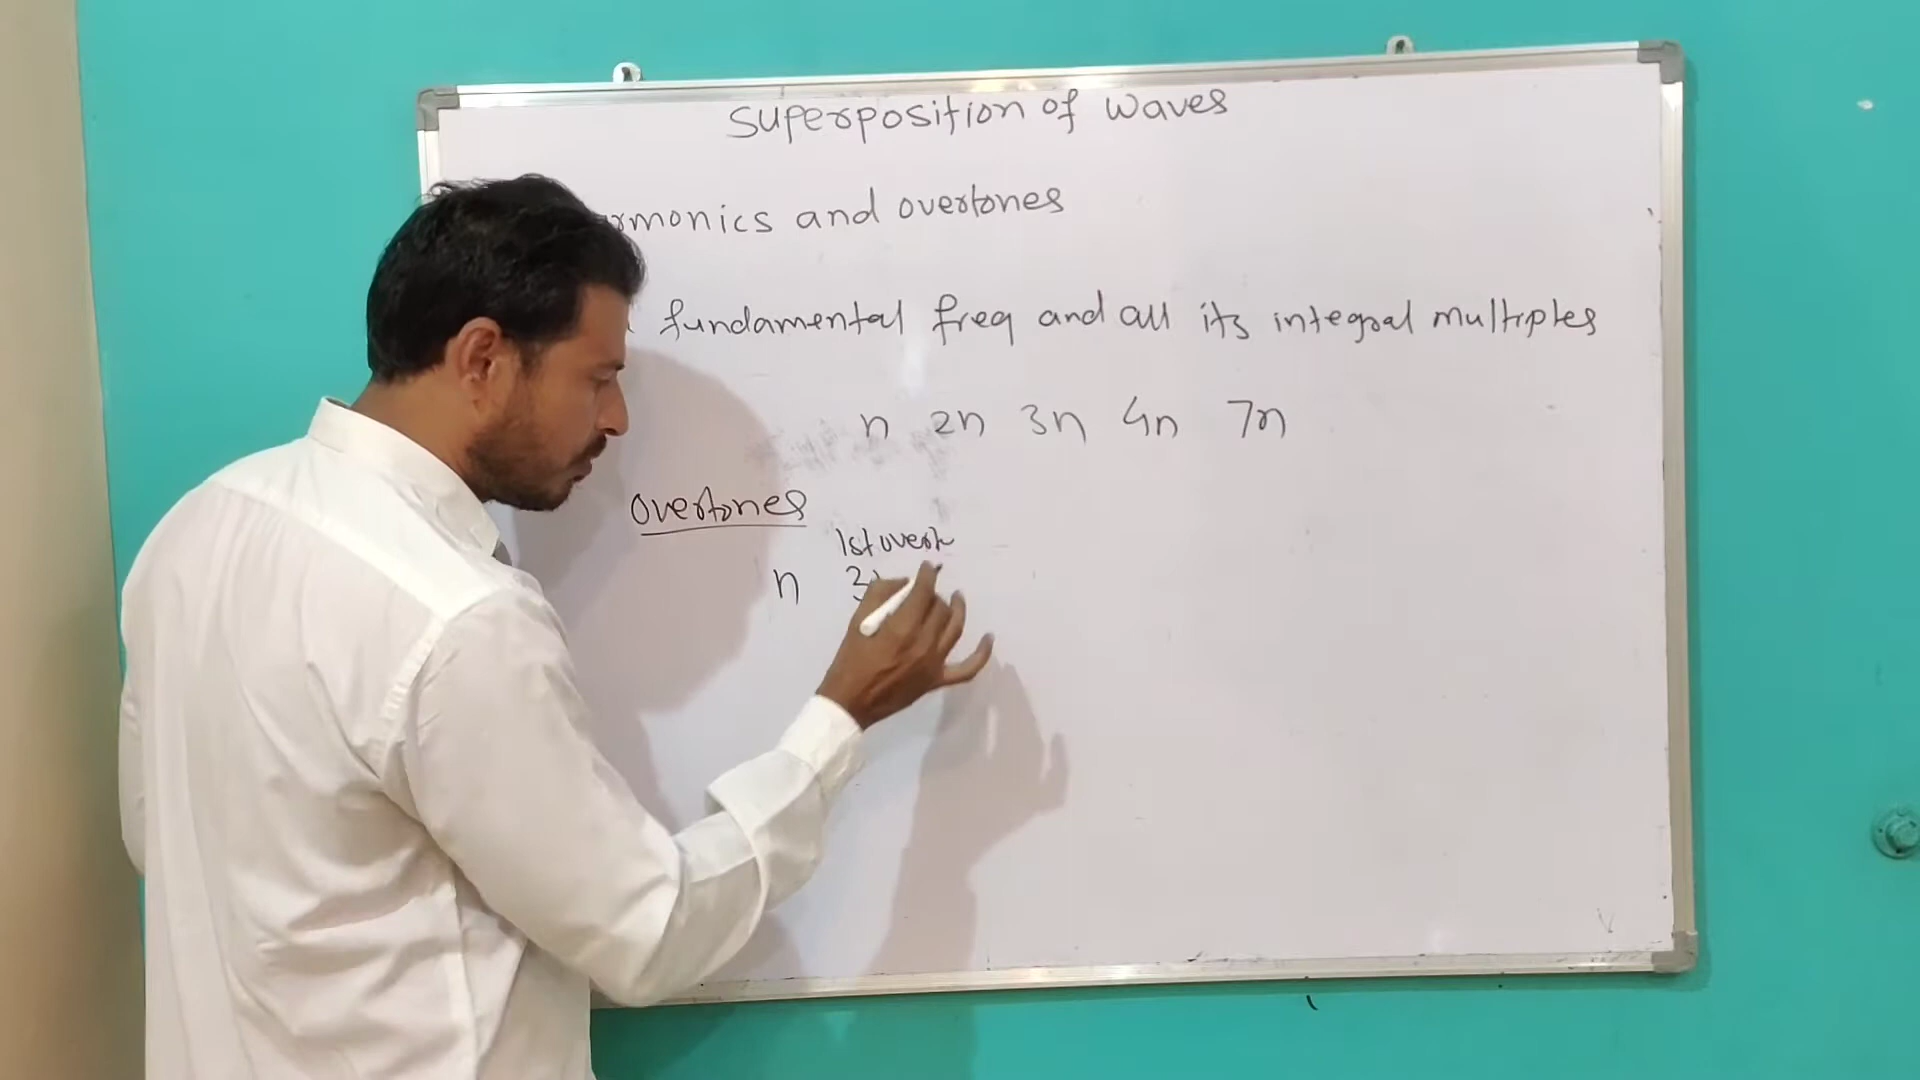 Superposition of waves
rmonics and overtones
fundamental freq and all its integral multiples
n 2n 3n 4n 7n
Overtones
1st overt
n 3